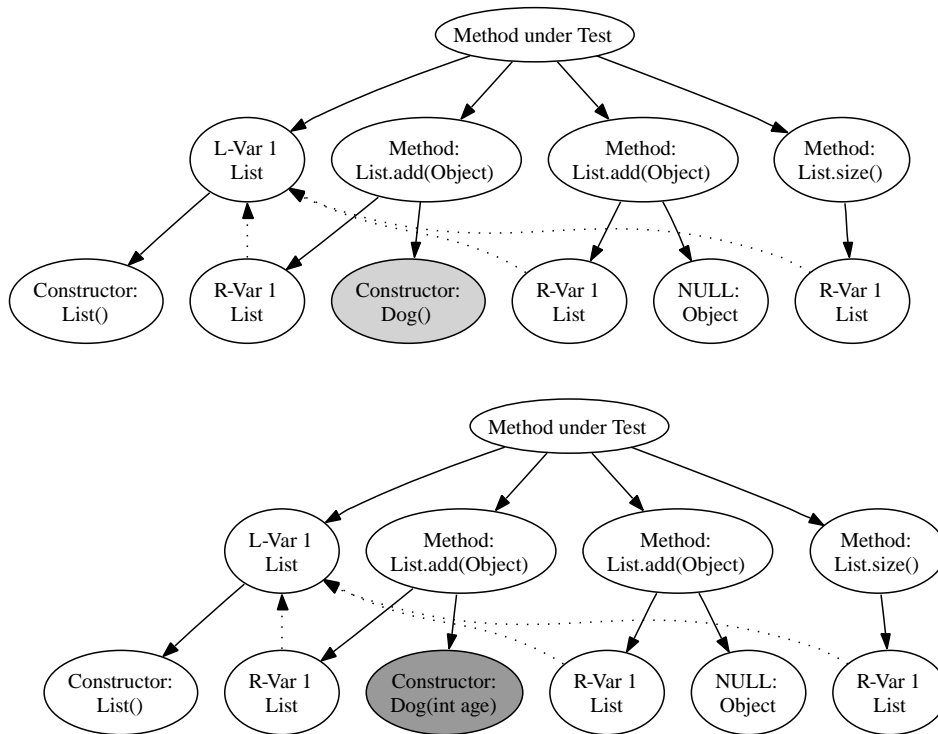 Method under Test
L-Var 1
List
Method:
List.add(Object)
Method:
List.add(Object)
Method:
List.size()
Constructor:
List()
R-Var 1
List
Constructor:
Dog()
R-Var 1
List
NULL:
Object
R-Var 1
List
Method under Test
L-Var 1
List
Method:
List.add(Object)
Method:
List.add(Object)
Method:
List.size()
Constructor:
List()
R-Var 1
List
Constructor:
Dog(int age)
R-Var 1
List
NULL:
Object
R-Var 1
List